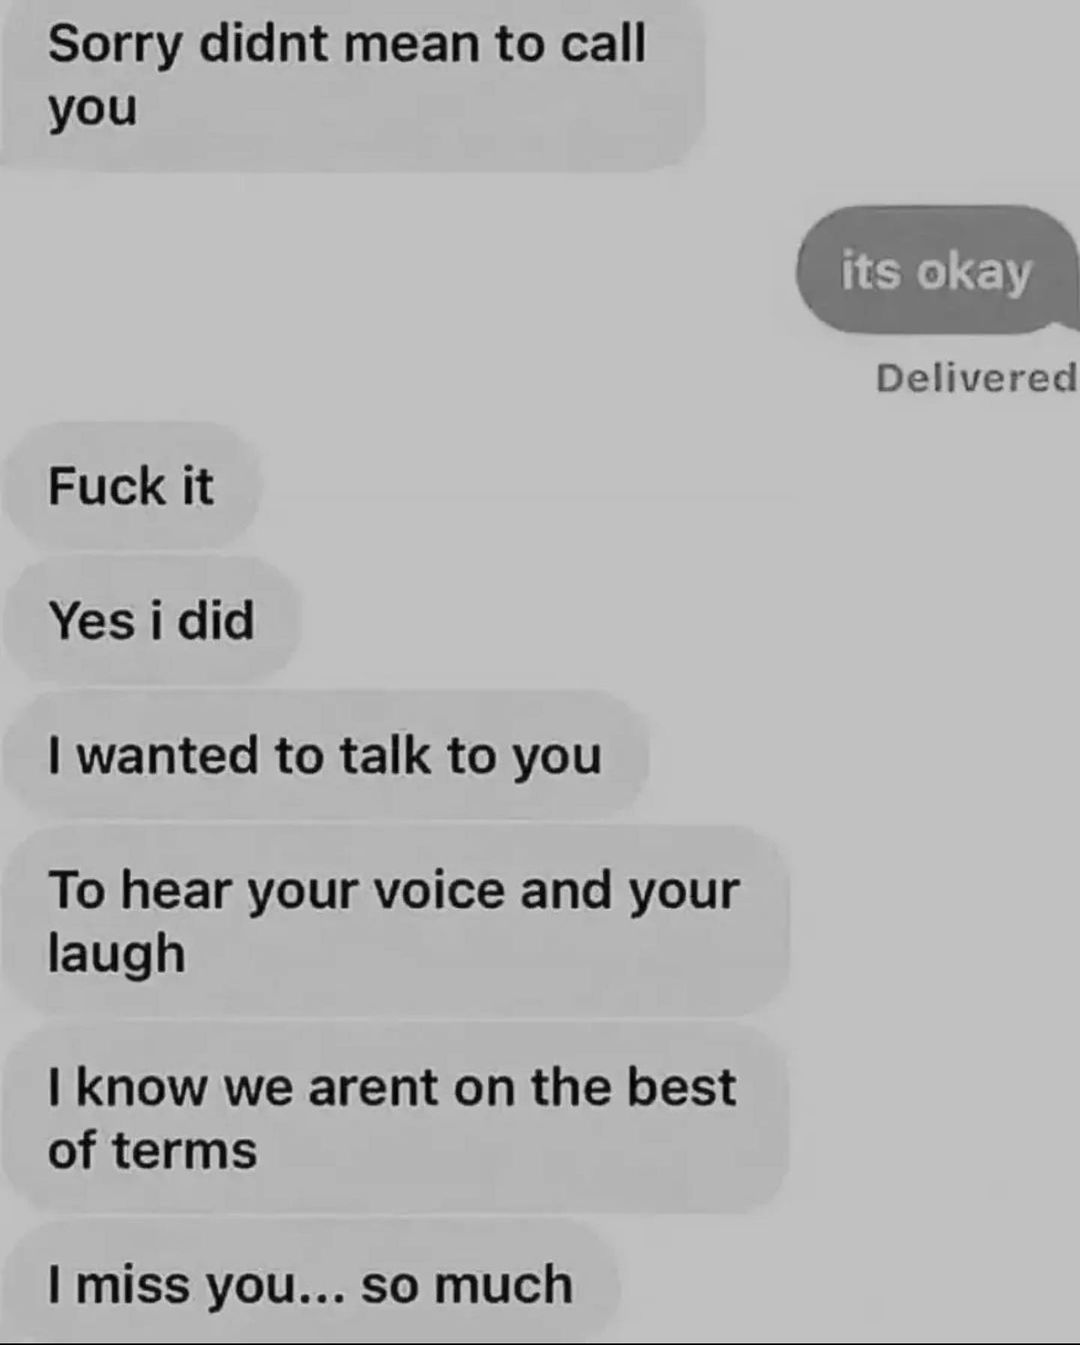 Sorry didnt mean to call
you
its okay
Delivered
Fuck it
Yes i did
I wanted to talk to you
To hear your voice and your
laugh
I know we arent on the best
of terms
I miss you... so much